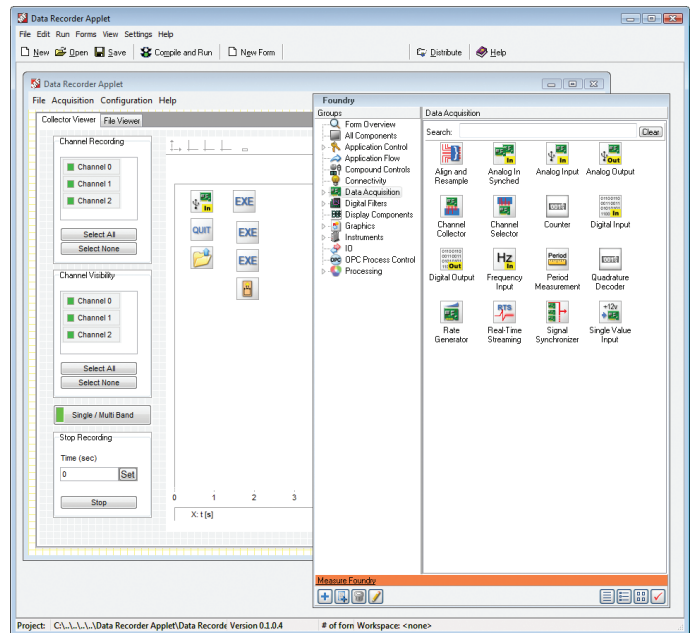 Data Recorder Applet
File Edit Run Forms View Settings Help
New Open Save Compile and Run New Form Distribute Help
Data Recorder Applet
File Acquisition Configuration Help
Collector Viewer File Viewer
Channel Recording
Channel 0
Channel 1
Channel 2
Select All
Select None
Channel Visibility
Channel 0
Channel 1
Channel 2
Select All
Select None
Single / Multi Band
Stop Recording
Time (sec)
0 Set
Stop
In EXE
QUIT EXE
EXE
0 1 2 3
X: t [s]
Foundry
Groups
Form Overview
All Components
Application Control
Application Flow
Compound Controls
Connectivity
Data Acquisition
Digital Filters
Display Components
Graphics
Instruments
IO
OPC Process Control
Processing
Data Acquisition
Search: Clear
In In Out
Align and Resample
Analog In Synched
Analog Input
Analog Output
Channel Collector
Channel Selector
Counter
Digital Input
Digital Output
Frequency Input
Period Measurement
Quadrature Decoder
Rate Generator
Real-Time Streaming
Signal Synchronizer
Single Value Input
Measure Foundry
Project: C:\..\..\..\..\Data Recorder Applet\Data Recorde Version 0.1.0.4 # of forn Workspace: <none>